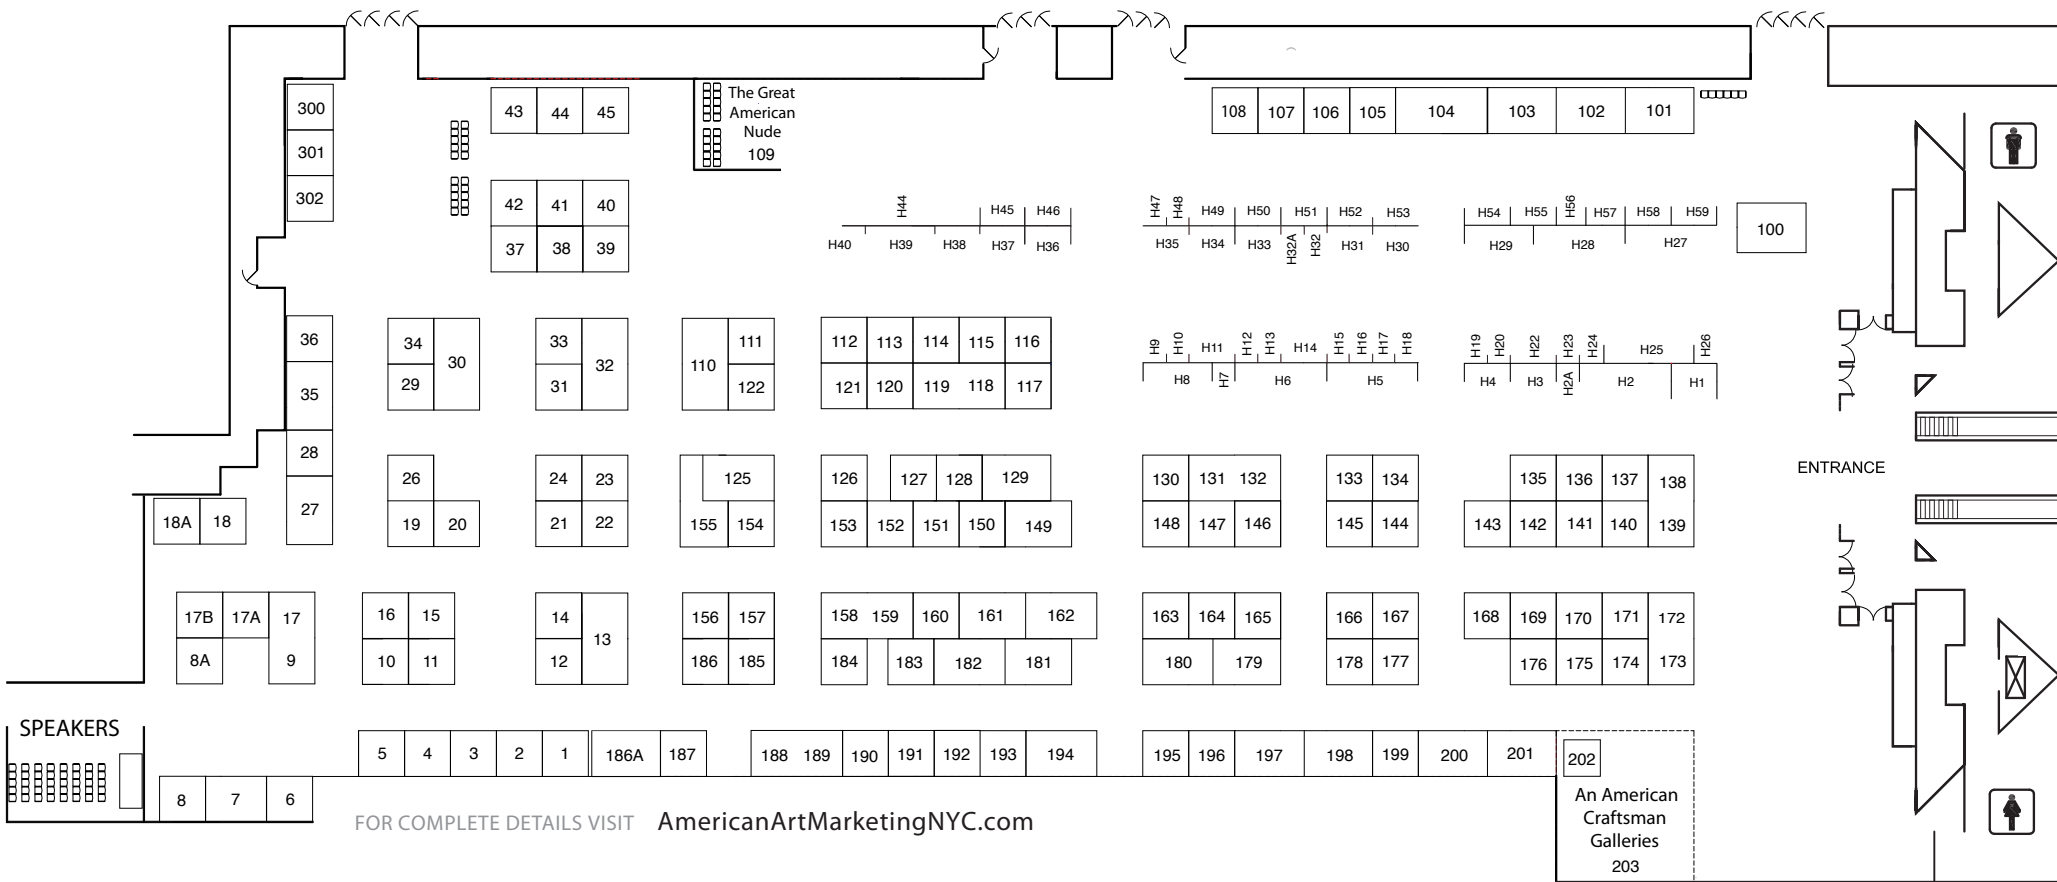 The Great
American
Nude
109
300
301
302
43 44 45
108 107 106 105 104 103 102 101
42 41 40
37 38 39
H44 H45 H46
H40 H39 H38 H37 H36
H47 H48 H49 H50 H51 H52 H53
H35 H34 H33 H32A H32 H31 H30
H54 H55 H56 H57 H58 H59
H29 H28 H27
100
36
35
28
27
34 30
29
33 32
31
110 111
122
112 113 114 115 116
121 120 119 118 117
H9 H10 H11 H12 H13 H14 H15 H16 H17 H18
H8 H7 H6 H5
H19 H20 H22 H23 H24 H25 H26
H4 H3 H2A H2 H1
ENTRANCE
18A 18
26
19 20
24 23
21 22
125
155 154
126 127 128 129
153 152 151 150 149
130 131 132
148 147 146
133 134
145 144
135 136 137 138
143 142 141 140 139
17B 17A 17
8A 9
16 15
10 11
14 13
12
156 157
186 185
158 159 160 161 162
184 183 182 181
163 164 165
180 179
166 167
178 177
168 169 170 171 172
176 175 174 173
SPEAKERS
8 7 6
5 4 3 2 1 186A 187
188 189 190 191 192 193 194
195 196 197 198 199 200 201
202
An American
Craftsman
Galleries
203
FOR COMPLETE DETAILS VISIT AmericanArtMarketingNYC.com